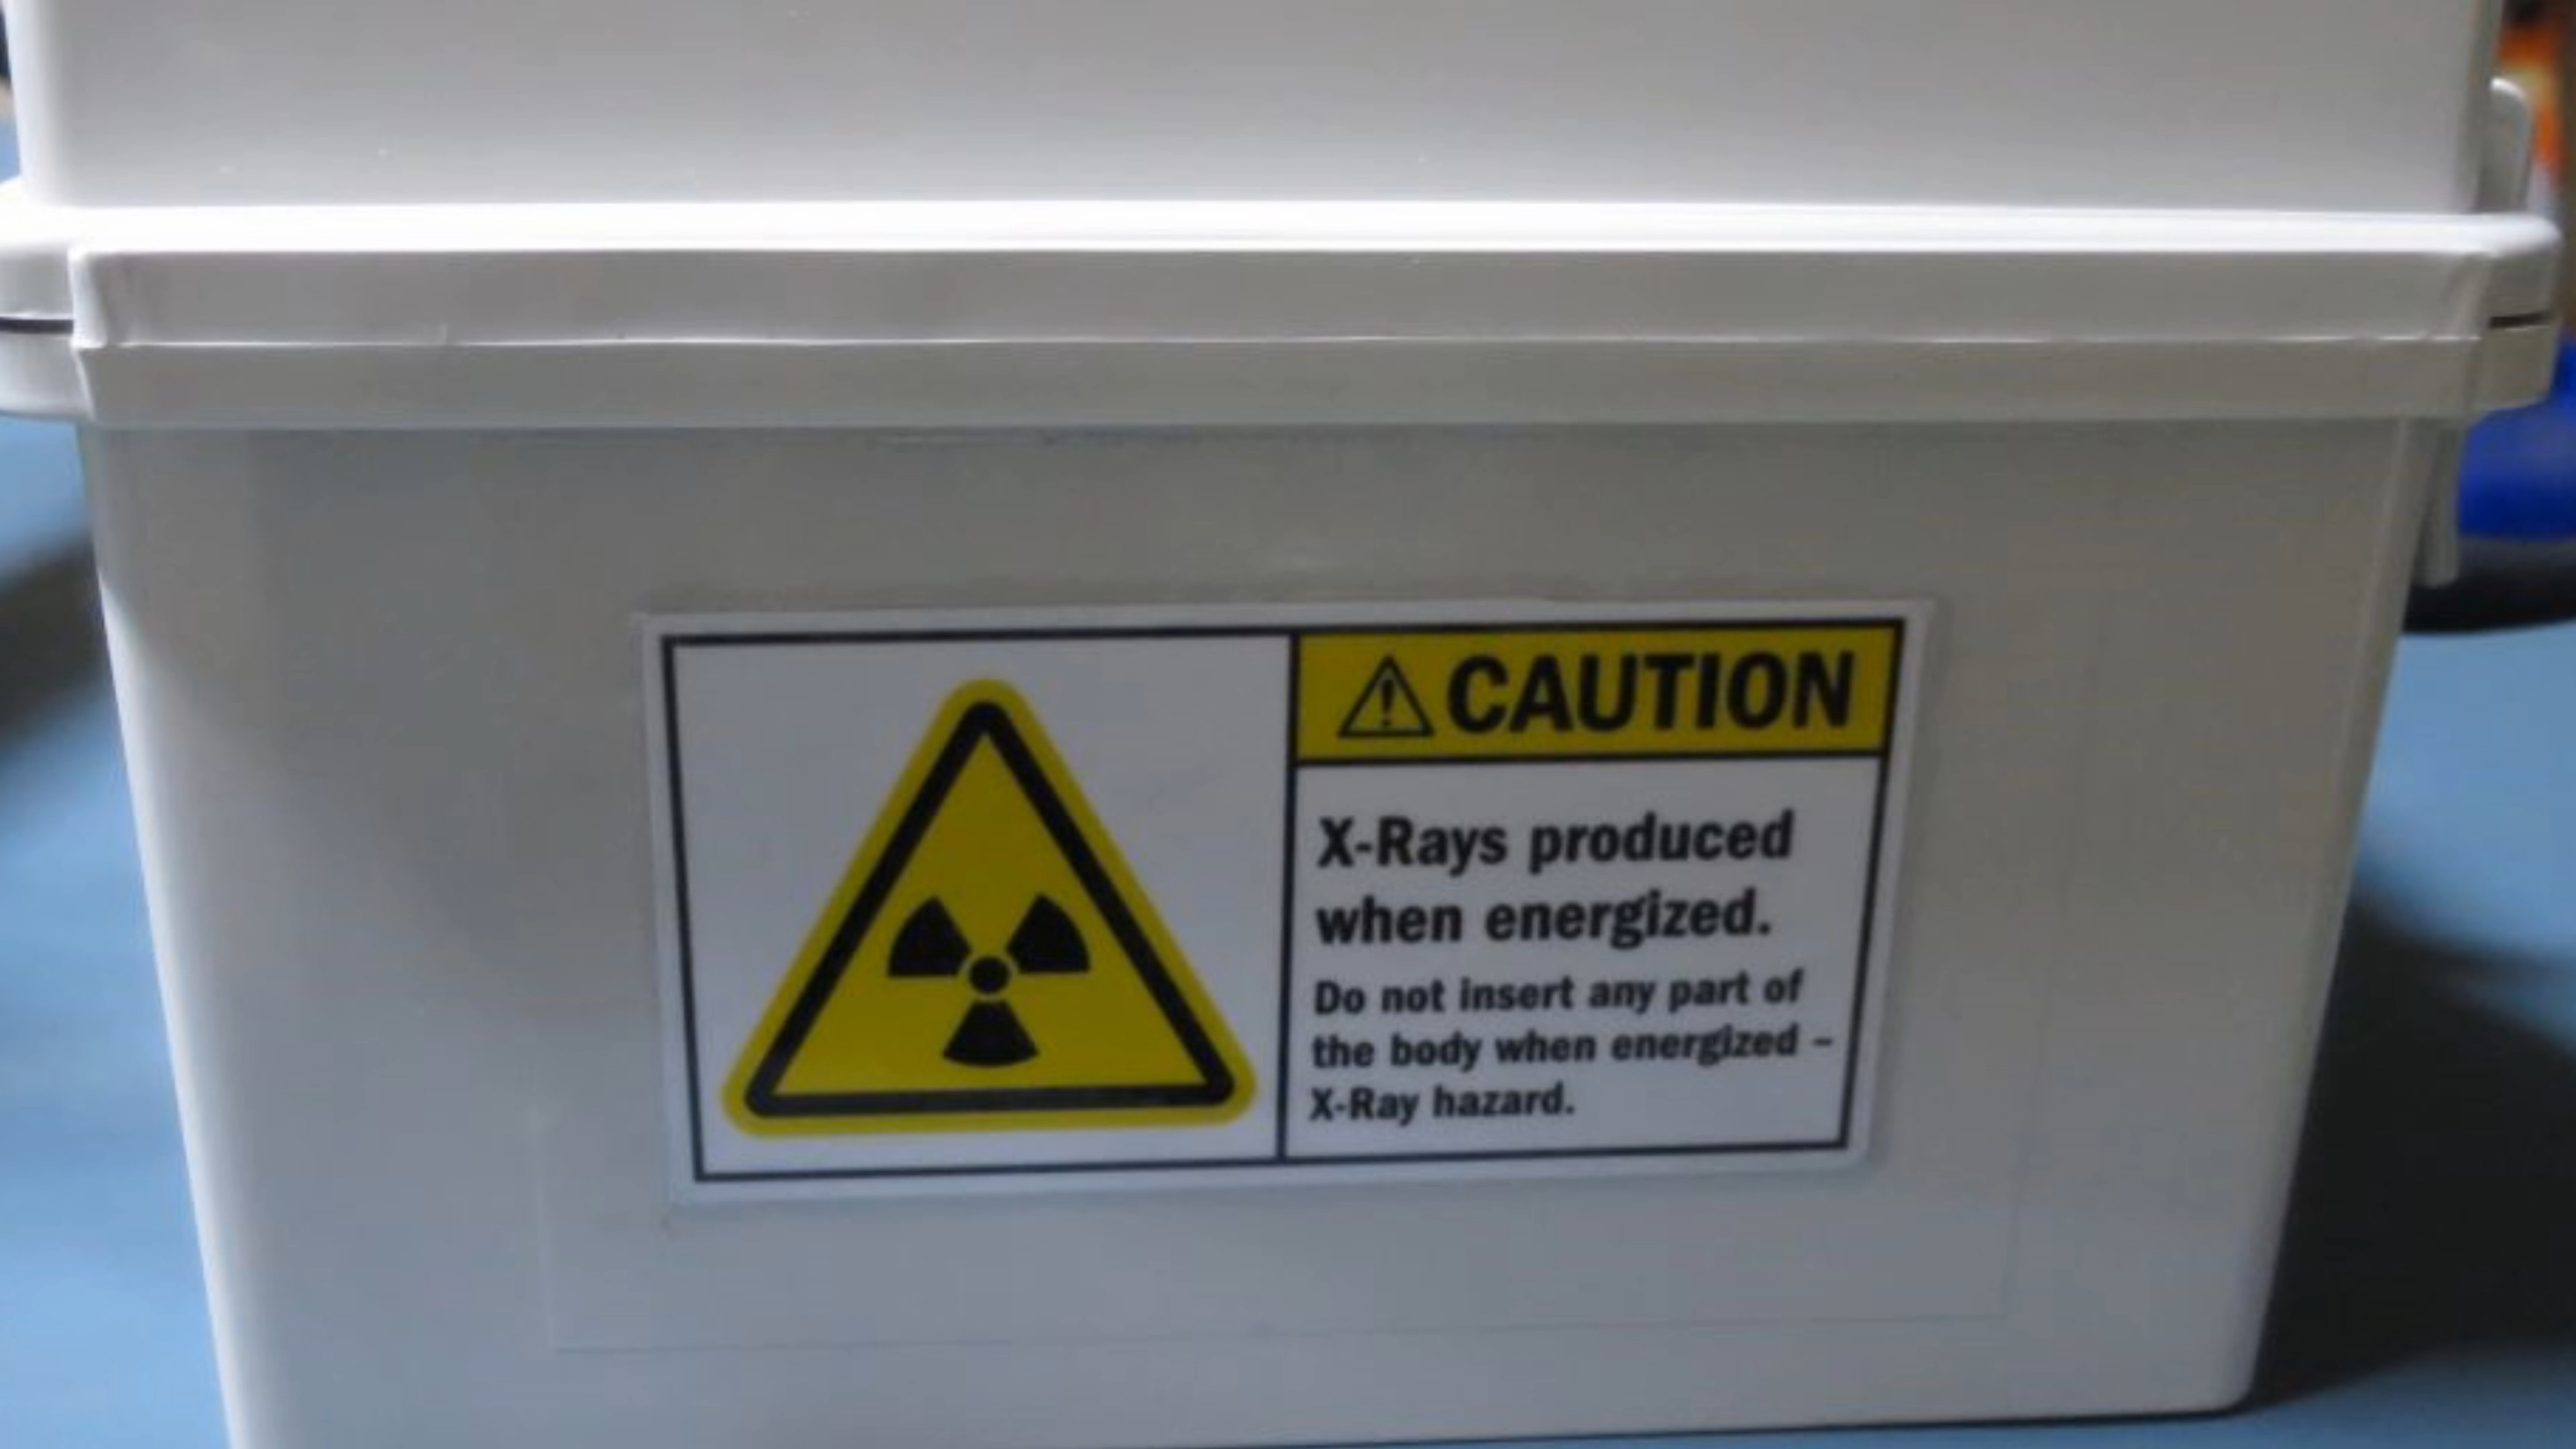 CAUTION
X-Rays produced
when energized.
Do not insert any part of
the body when energized –
X-Ray hazard.